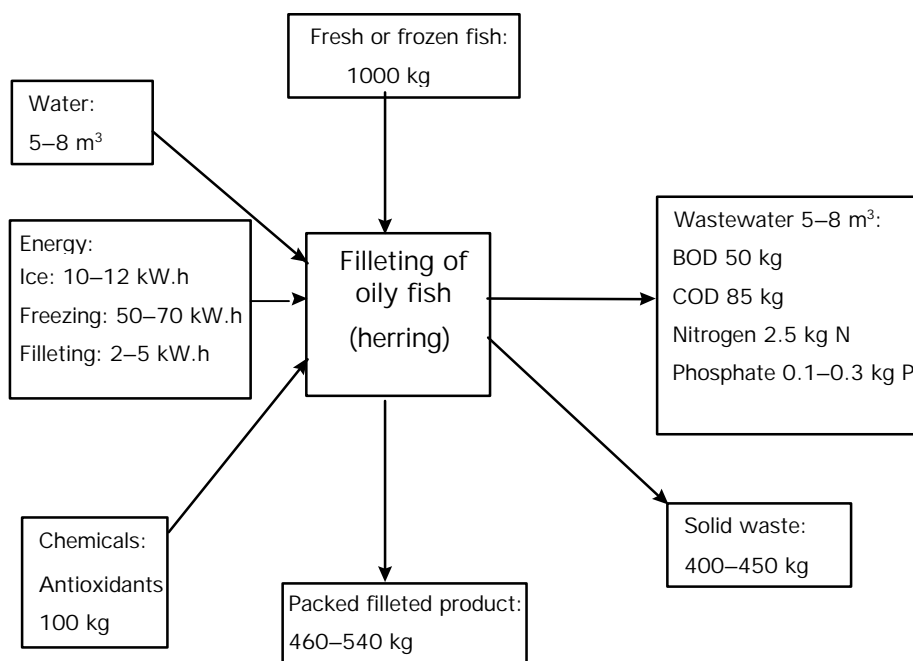 Fresh or frozen fish:
1000 kg
Water:
5–8 m³
Energy:
Ice: 10–12 kW.h
Freezing: 50–70 kW.h
Filleting: 2–5 kW.h
Filleting of
oily fish
(herring)
Wastewater 5–8 m³:
BOD 50 kg
COD 85 kg
Nitrogen 2.5 kg N
Phosphate 0.1–0.3 kg P
Chemicals:
Antioxidants
100 kg
Packed filleted product:
460–540 kg
Solid waste:
400–450 kg